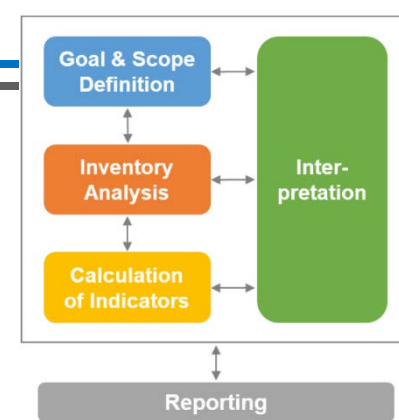 Goal & Scope
Definition
Inventory
Analysis
Inter-
pretation
Calculation
of Indicators
Reporting